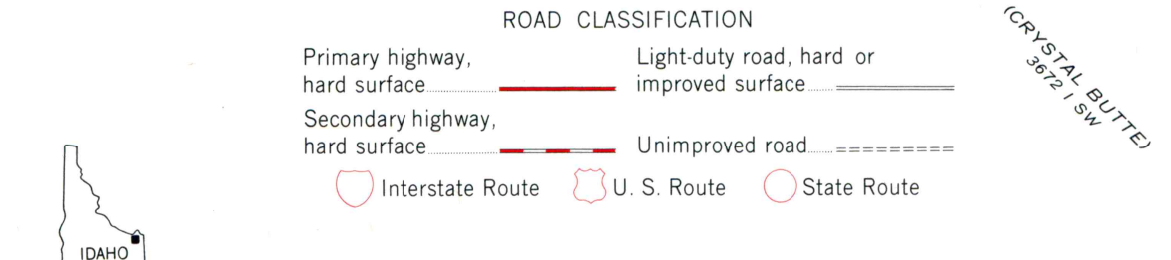 ROAD CLASSIFICATION
Primary highway,
hard surface
Light-duty road, hard or
improved surface
Secondary highway,
hard surface
Unimproved road
Interstate Route
U. S. Route
State Route
(CRYSTAL BUTTE)
3672 I SW
IDAHO